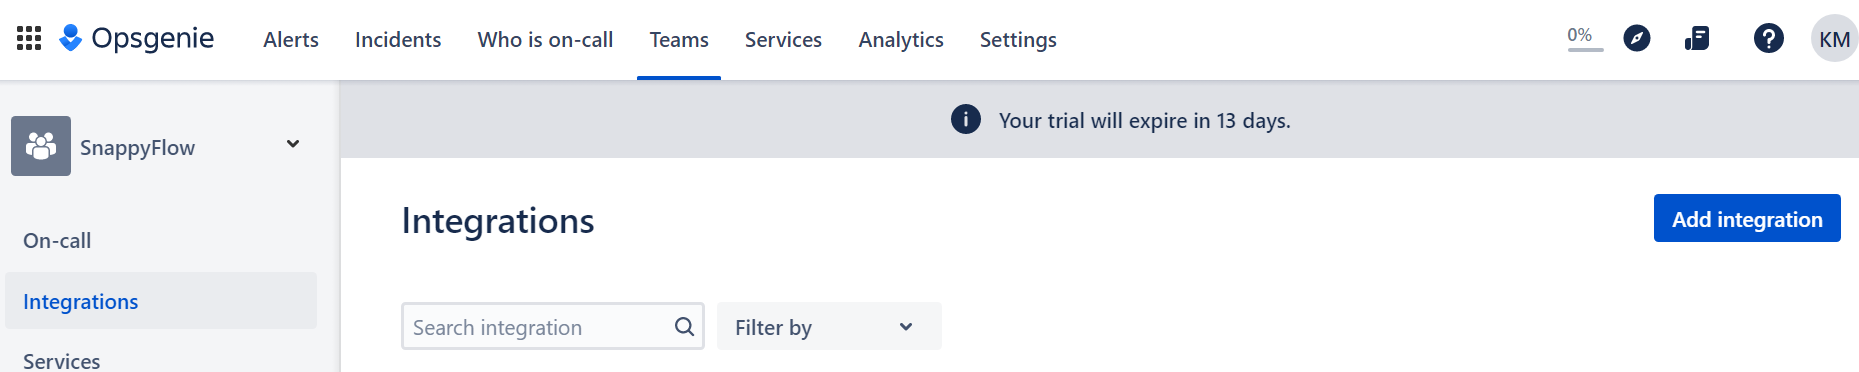 Opsgenie Alerts Incidents Who is on-call Teams Services Analytics Settings 0% KM
SnappyFlow
Your trial will expire in 13 days.
On-call
Integrations
Services
Integrations
Add integration
Search integration
Filter by